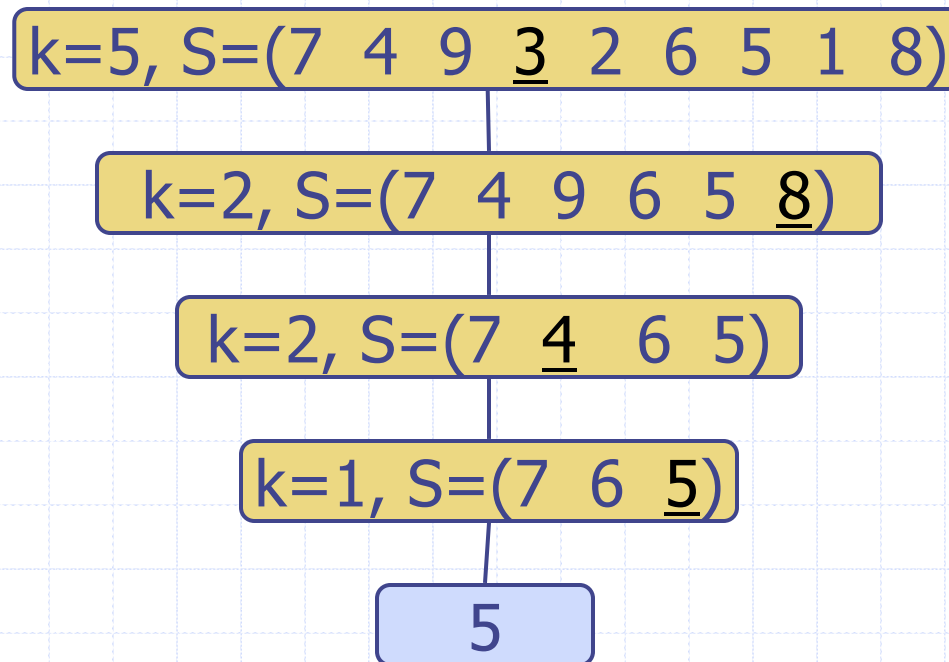 k=5, S=(7 4 9 3 2 6 5 1 8)
k=2, S=(7 4 9 6 5 8)
k=2, S=(7 4 6 5)
k=1, S=(7 6 5)
5